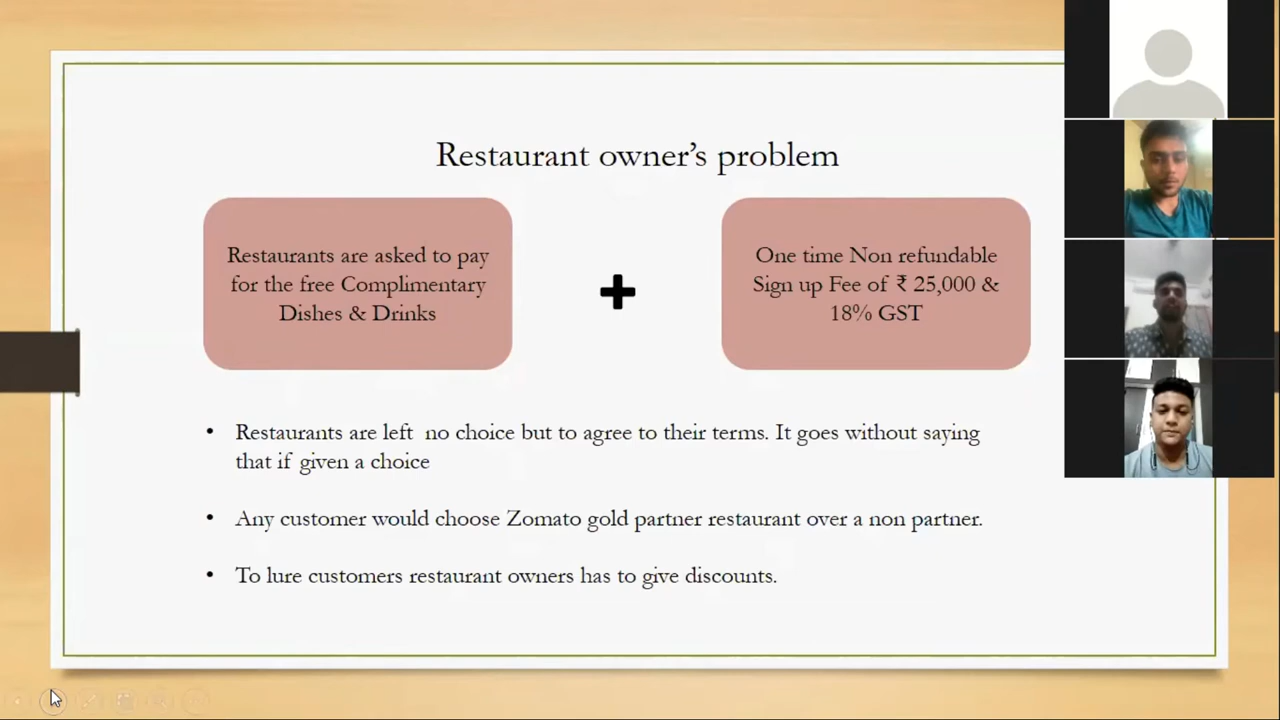 Restaurant owner’s problem
Restaurants are asked to pay
for the free Complimentary
Dishes & Drinks
One time Non refundable
Sign up Fee of ₹ 25,000 &
18% GST
• Restaurants are left no choice but to agree to their terms. It goes without saying
that if given a choice
• Any customer would choose Zomato gold partner restaurant over a non partner.
• To lure customers restaurant owners has to give discounts.